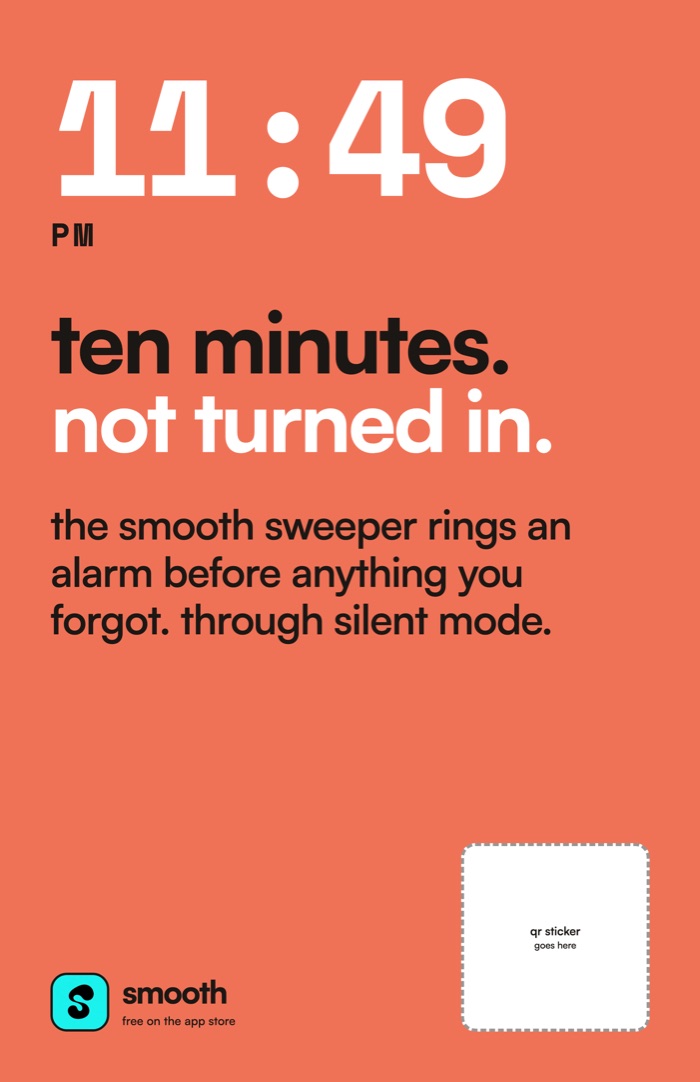 11:49
PM
ten minutes.
not turned in.
the smooth sweeper rings an
alarm before anything you
forgot. through silent mode.
qr sticker
goes here
smooth
free on the app store